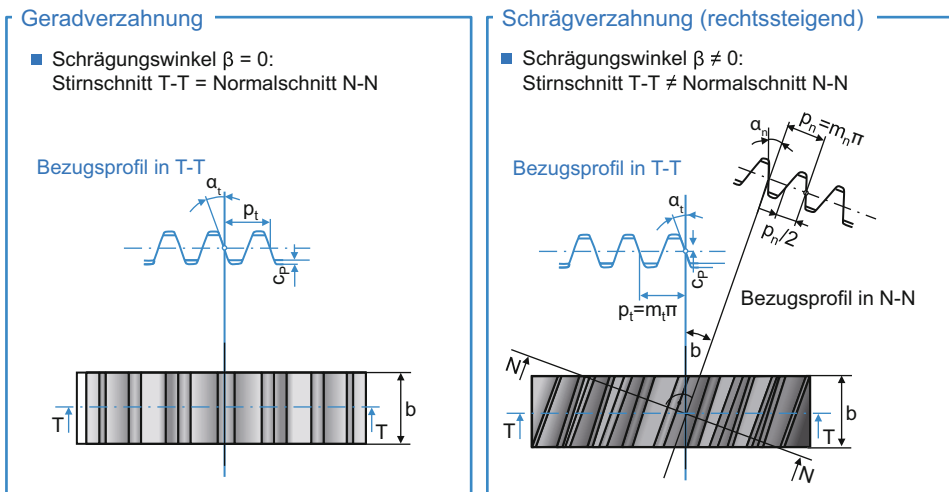 Geradverzahnung
Schrägungswinkel β = 0:
Stirnschnitt T-T = Normalschnitt N-N
Bezugsprofil in T-T
αt
pt
cP
T
T
b
Schrägverzahnung (rechtssteigend)
Schrägungswinkel β ≠ 0:
Stirnschnitt T-T ≠ Normalschnitt N-N
αn
pn=mnπ
Bezugsprofil in T-T
αt
pn/2
cP
pt=mtπ
Bezugsprofil in N-N
b
N
T
T
b
N